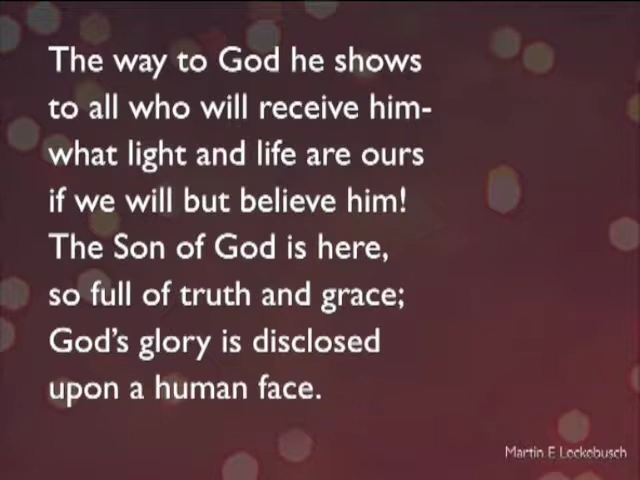 The way to God he shows
to all who will receive him-
what light and life are ours
if we will but believe him!
The Son of God is here,
so full of truth and grace;
God's glory is disclosed
upon a human face.
Martin E Leckebusch